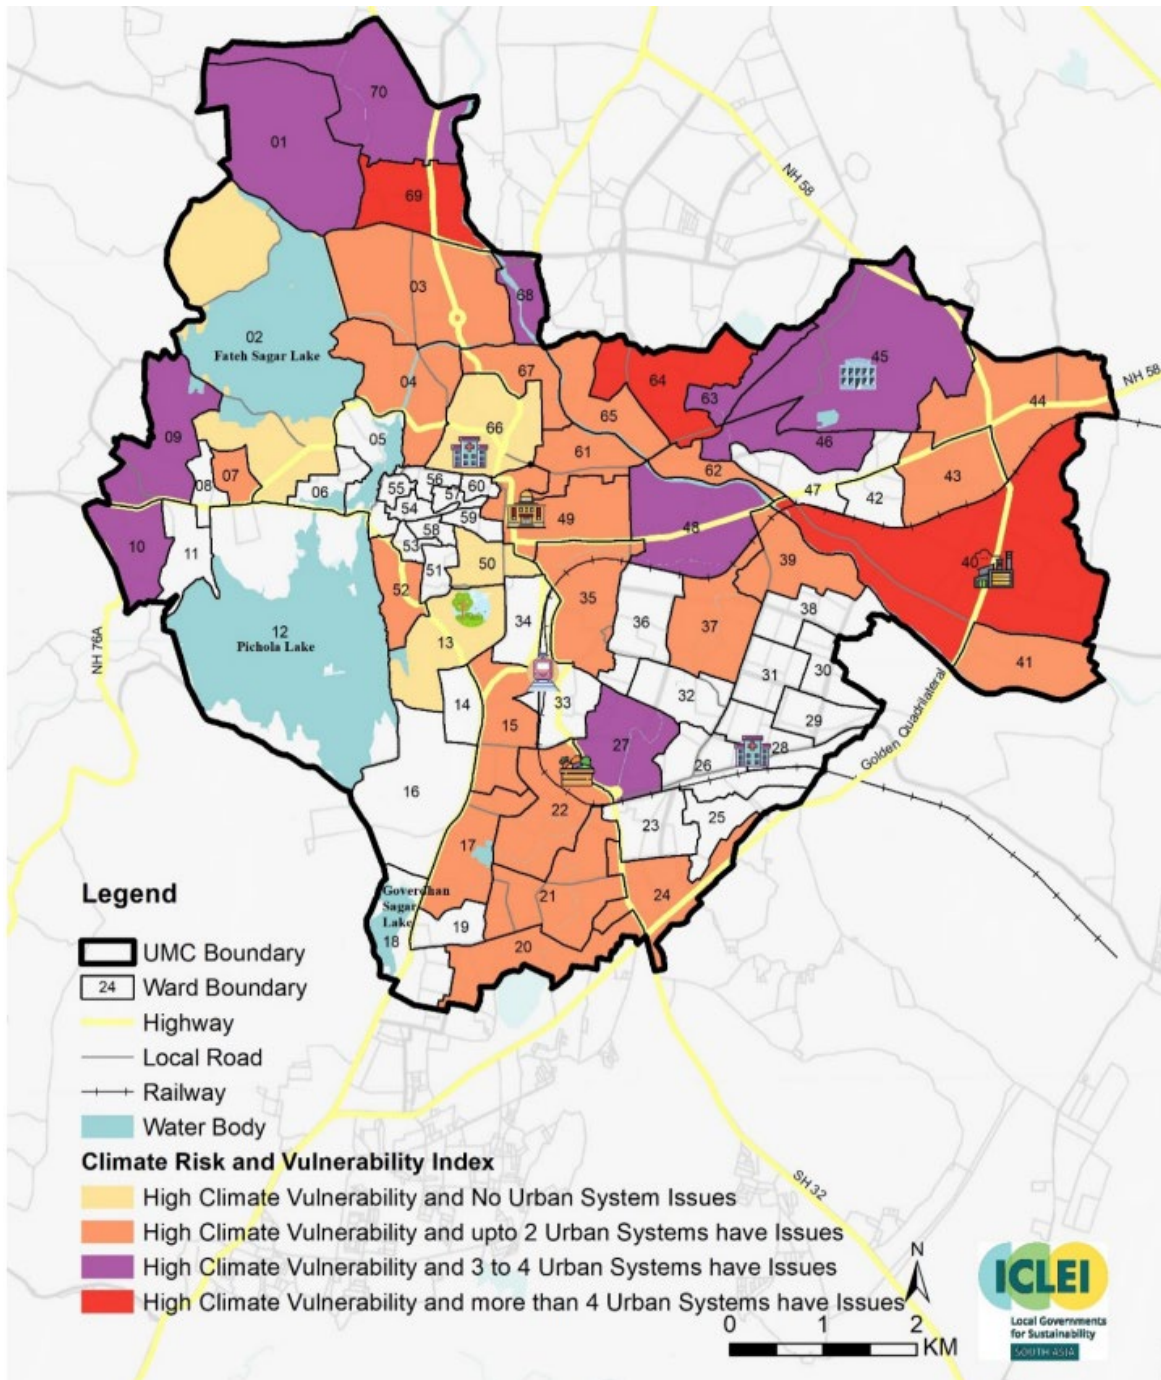 70
01
69
NH 58
03
68
02
Fateh Sagar Lake
45
67
04
64
NH 58
63
44
65
66
09
05
46
61
07
62
43
08
56
60
55
57
06
47
42
54
59
49
58
48
53
50
10
11
51
39
40
52
35
38
34
36
37
12
13
Pichola Lake
NH 76A
41
31
30
32
14
33
15
29
27
28
26
Golden Quadrilateral
16
22
23
25
17
Goverdhan
Sagar
Lake
21
24
19
18
20
Legend
UMC Boundary
24 Ward Boundary
Highway
Local Road
Railway
Water Body
Climate Risk and Vulnerability Index
High Climate Vulnerability and No Urban System Issues
High Climate Vulnerability and upto 2 Urban Systems have Issues
High Climate Vulnerability and 3 to 4 Urban Systems have Issues
High Climate Vulnerability and more than 4 Urban Systems have Issues
SH 32
N
0 1 2
KM
ICLEI
Local Governments
for Sustainability
SOUTH ASIA